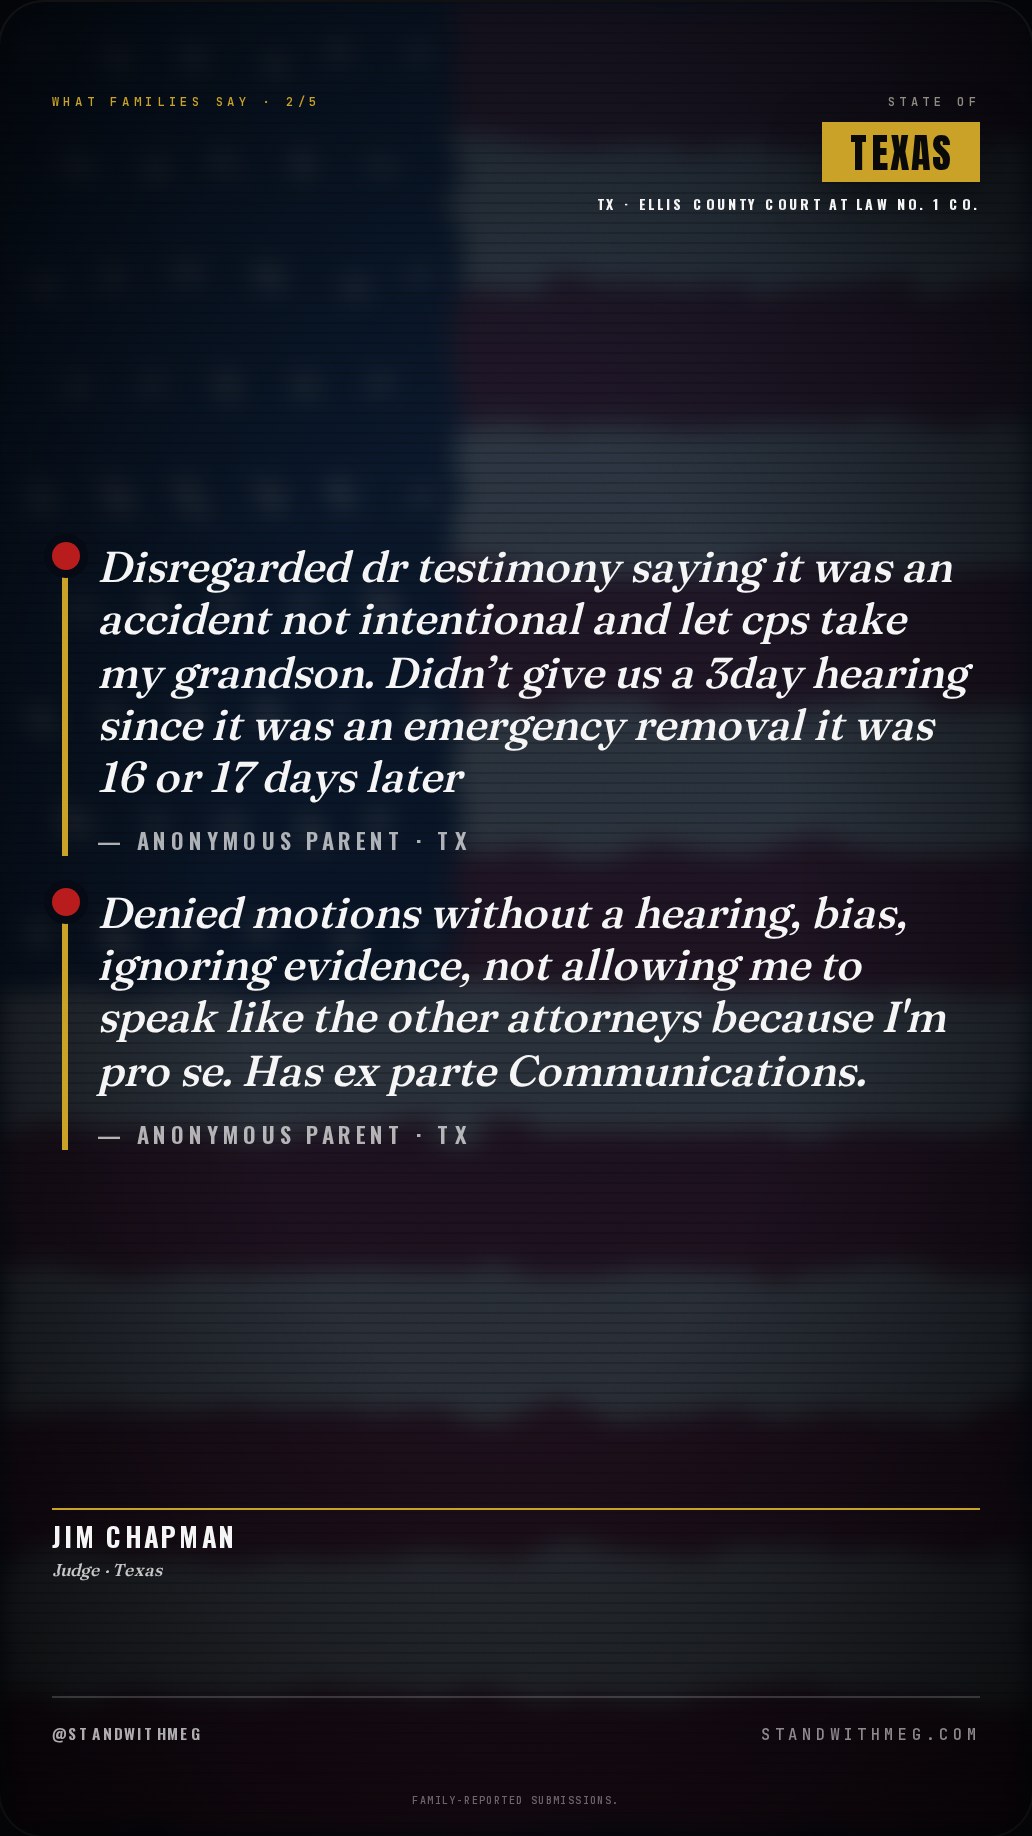 WHAT FAMILIES SAY · 2/5
STATE OF
TEXAS
TX · ELLIS COUNTY COURT AT LAW NO. 1 CO.
Disregarded dr testimony saying it was an
accident not intentional and let cps take
my grandson. Didn’t give us a 3day hearing
since it was an emergency removal it was
16 or 17 days later
— ANONYMOUS PARENT · TX
Denied motions without a hearing, bias,
ignoring evidence, not allowing me to
speak like the other attorneys because I'm
pro se. Has ex parte Communications.
— ANONYMOUS PARENT · TX
JIM CHAPMAN
Judge · Texas
@STANDWITHMEG
STANDWITHMEG.COM
FAMILY-REPORTED SUBMISSIONS.